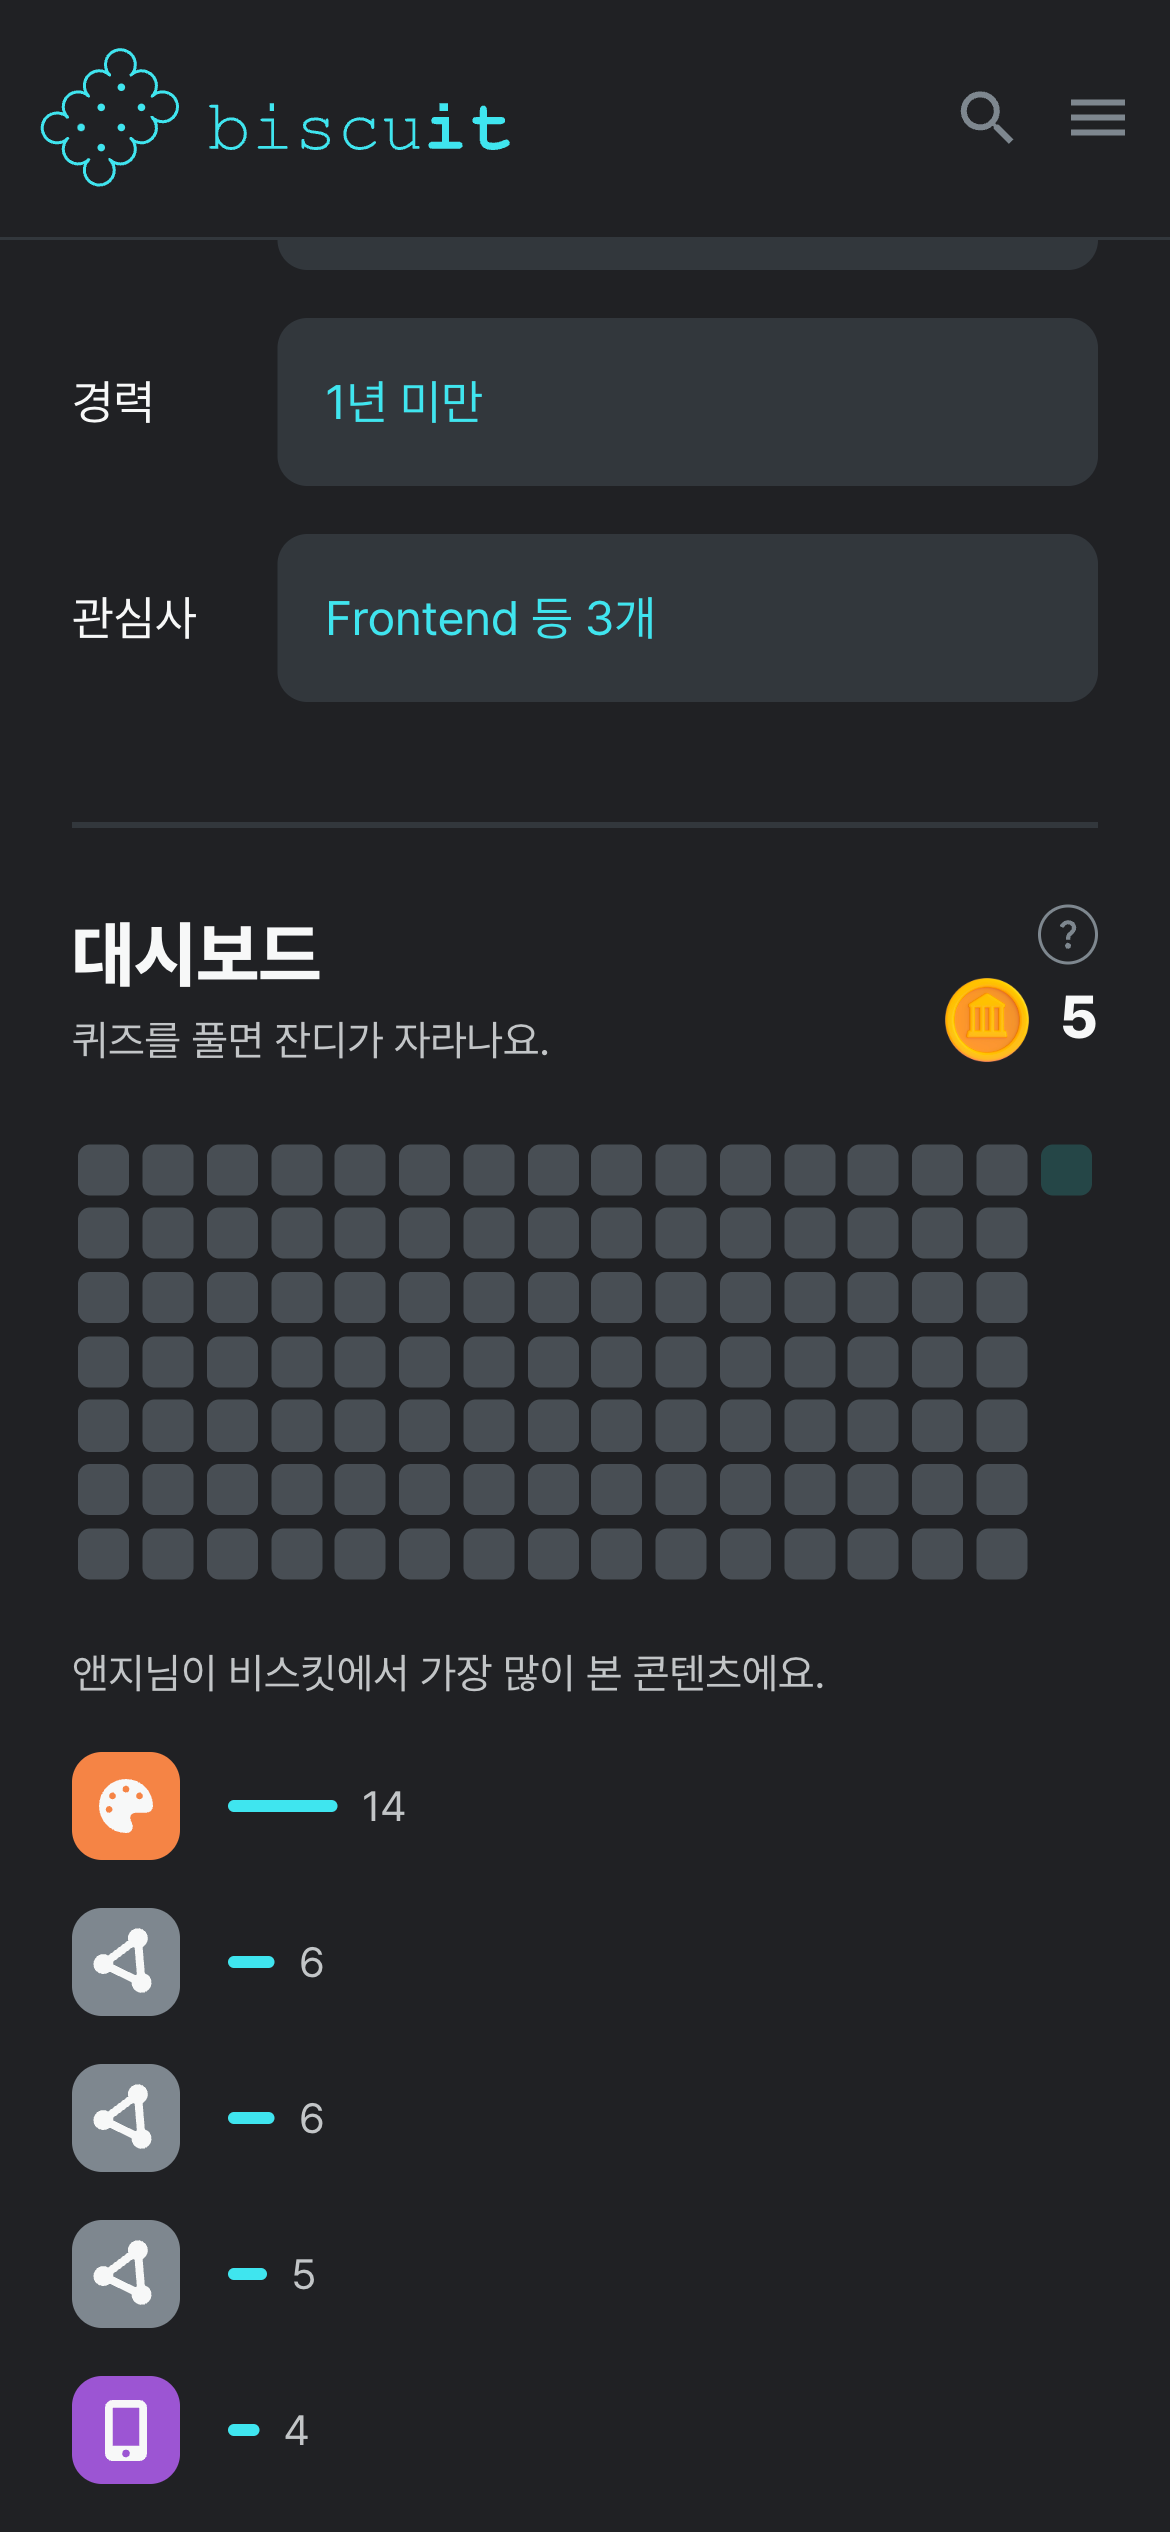 biscuit
경력
1년 미만
관심사
Frontend 등 3개
대시보드
?
퀴즈를 풀면 잔디가 자라나요.
5
앤지님이 비스킷에서 가장 많이 본 콘텐츠에요.
14
6
6
5
4